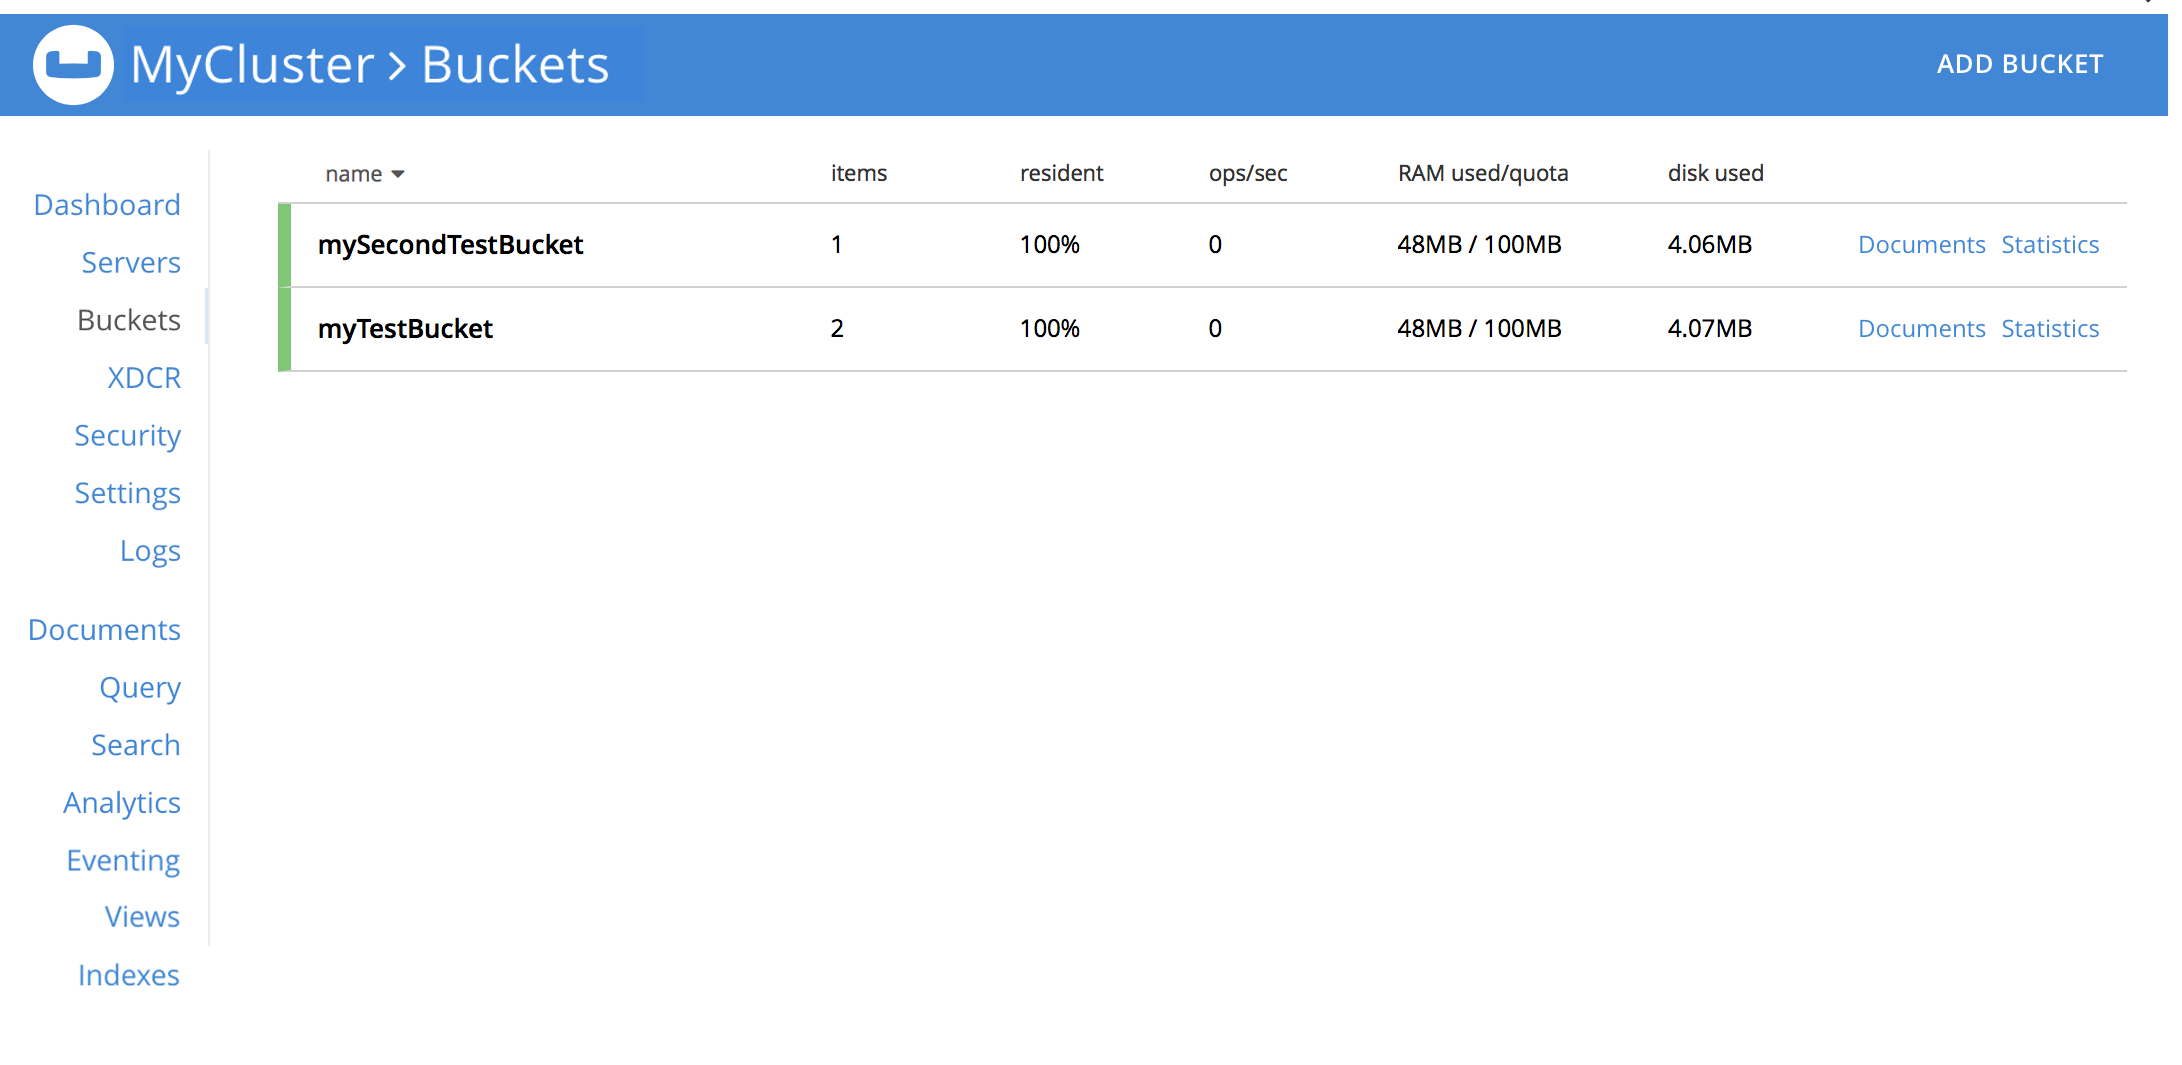 MyCluster > Buckets
ADD BUCKET
Dashboard
Servers
Buckets
XDCR
Security
Settings
Logs
Documents
Query
Search
Analytics
Eventing
Views
Indexes
name items resident ops/sec RAM used/quota disk used
mySecondTestBucket 1 100% 0 48MB / 100MB 4.06MB Documents Statistics
myTestBucket 2 100% 0 48MB / 100MB 4.07MB Documents Statistics